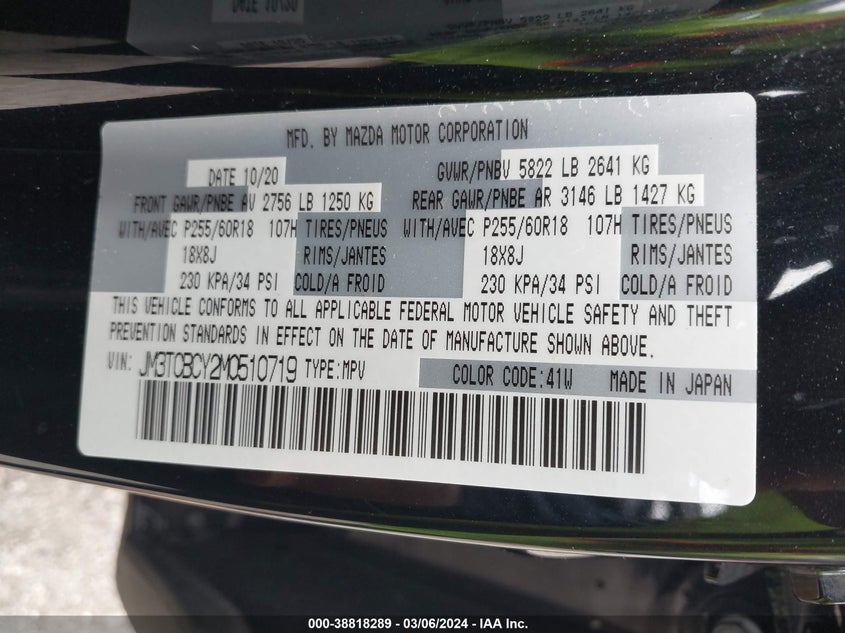 MFD. BY MAZDA MOTOR CORPORATION
DATE 10/20 GVWR/PNBV 5822 LB 2641 KG
FRONT GAWR/PNBE AV 2756 LB 1250 KG REAR GAWR/PNBE AR 3146 LB 1427 KG
WITH/AVEC P255/60R18 107H TIRES/PNEUS WITH/AVEC P255/60R18 107H TIRES/PNEUS
18X8J RIMS/JANTES 18X8J RIMS/JANTES
230 KPA/34 PSI COLD/A FROID 230 KPA/34 PSI COLD/A FROID
THIS VEHICLE CONFORMS TO ALL APPLICABLE FEDERAL MOTOR VEHICLE SAFETY AND THEFT
PREVENTION STANDARDS IN EFFECT ON THE DATE OF MANUFACTURE SHOWN ABOVE.
VIN: JM3TCBCY2M0510719 TYPE:MPV COLOR CODE:41W MADE IN JAPAN
000-38818289 - 03/06/2024 - IAA Inc.